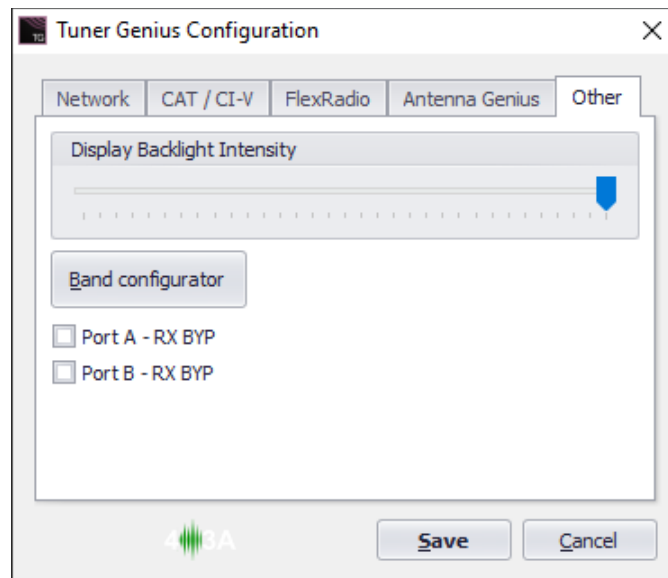 TG
Tuner Genius Configuration
Network CAT / CI-V FlexRadio Antenna Genius Other
Display Backlight Intensity
Band configurator
Port A - RX BYP
Port B - RX BYP
Save Cancel